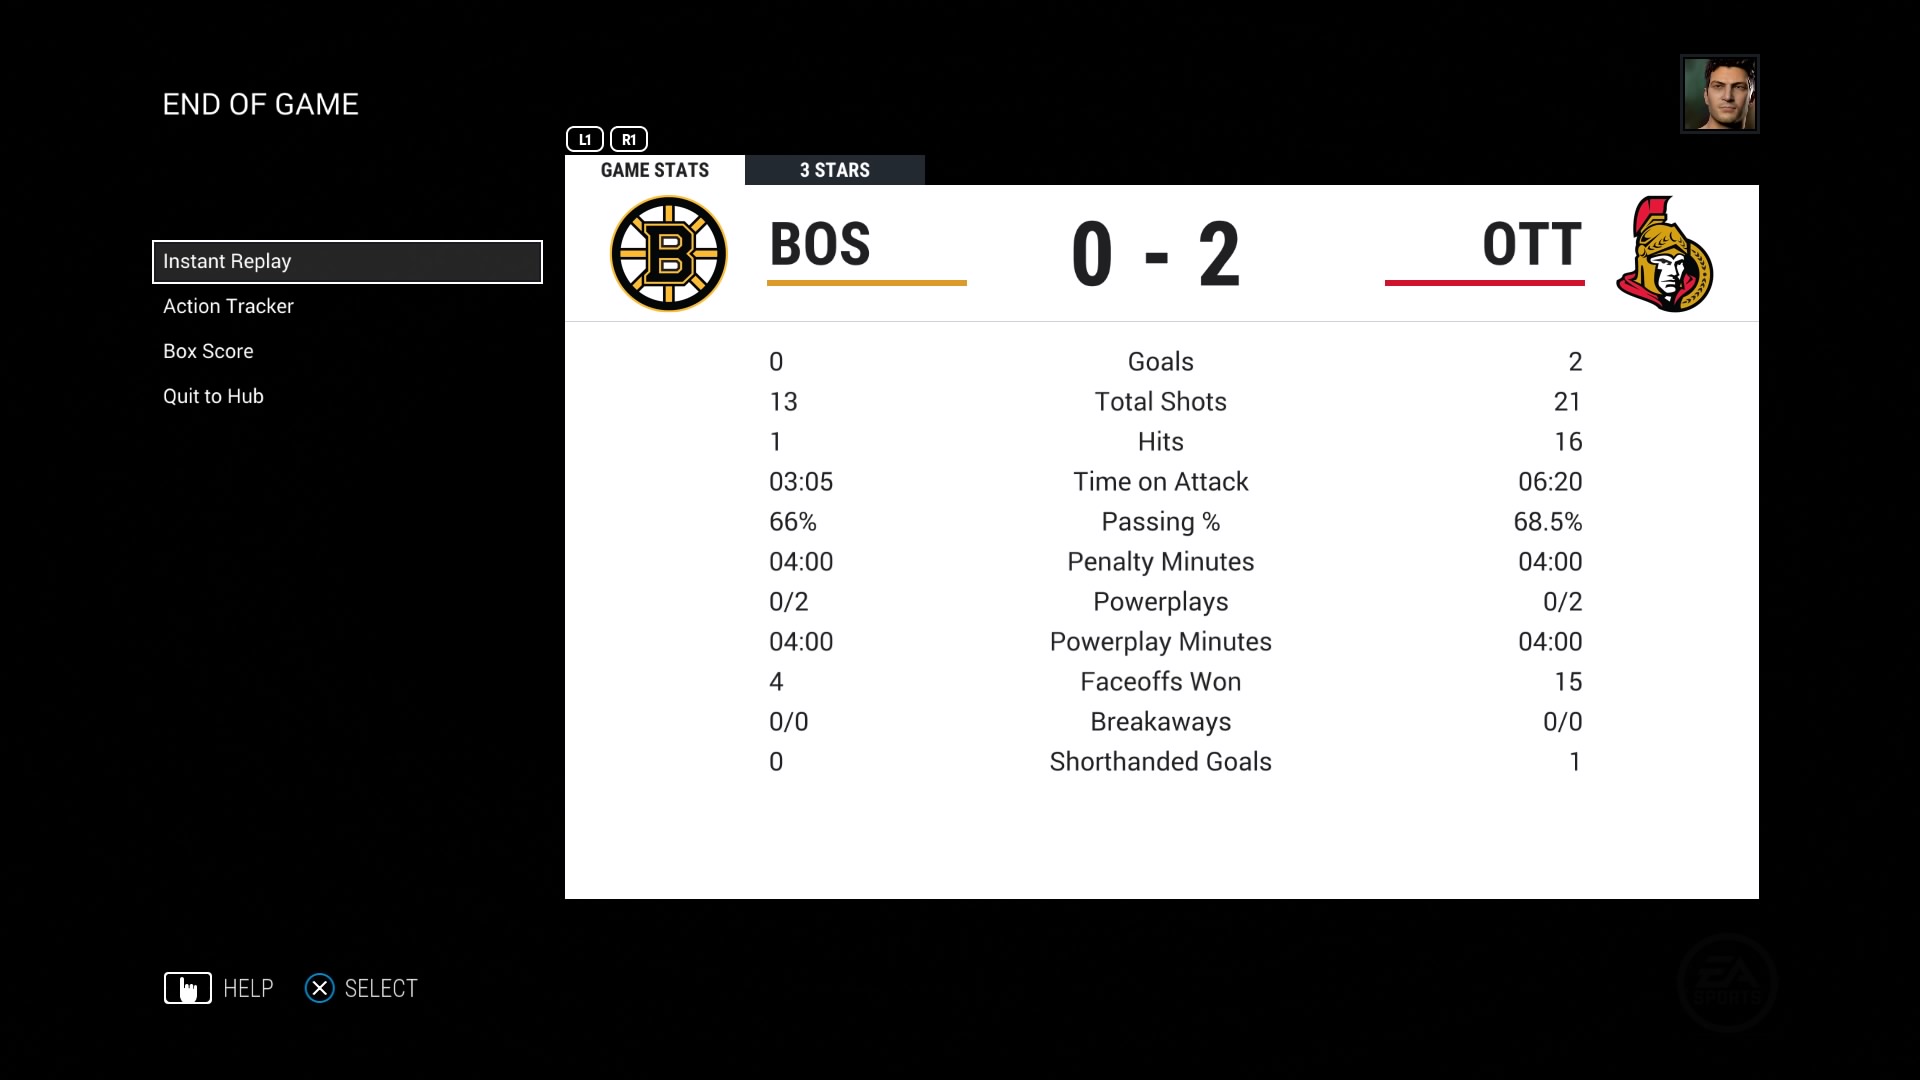 END OF GAME
L1 R1
GAME STATS 3 STARS
BOS 0 - 2 OTT
B
Instant Replay
Action Tracker
Box Score
Quit to Hub
0 Goals 2
13 Total Shots 21
1 Hits 16
03:05 Time on Attack 06:20
66% Passing % 68.5%
04:00 Penalty Minutes 04:00
0/2 Powerplays 0/2
04:00 Powerplay Minutes 04:00
4 Faceoffs Won 15
0/0 Breakaways 0/0
0 Shorthanded Goals 1
HELP SELECT
EA
SPORTS